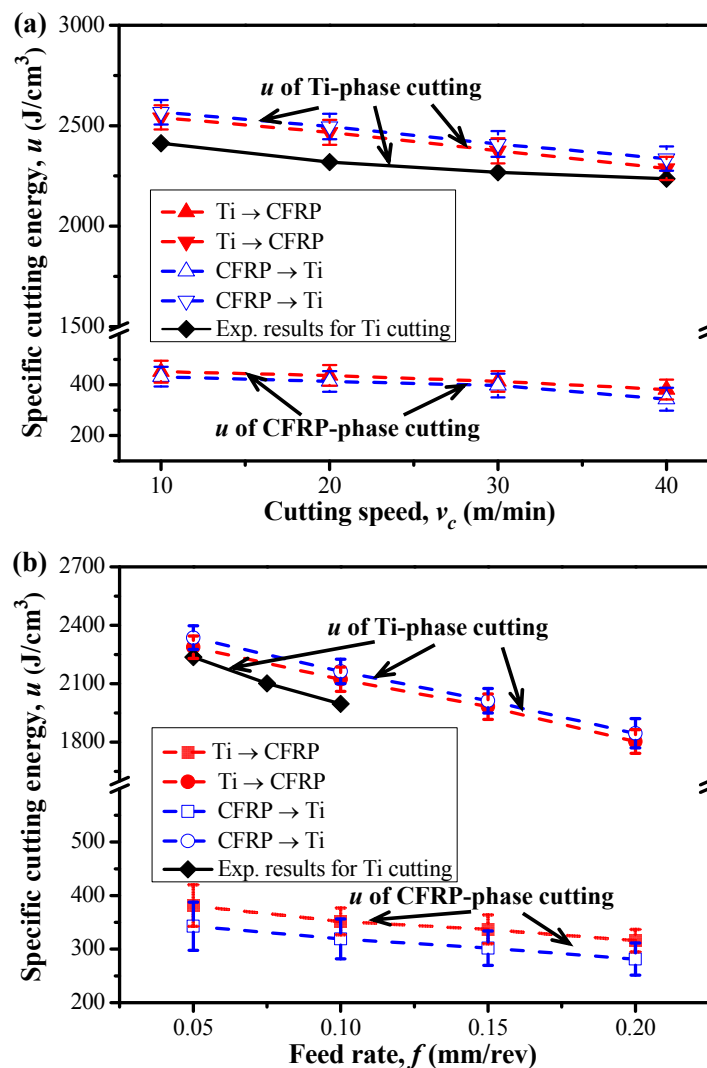 (a)
3000
2500
2000
1500
400
200
Specific cutting energy, u (J/cm³)
u of Ti-phase cutting
Ti → CFRP
Ti → CFRP
CFRP → Ti
CFRP → Ti
Exp. results for Ti cutting
u of CFRP-phase cutting
10 20 30 40
Cutting speed, v_c (m/min)
(b)
2700
2400
2100
1800
500
400
300
200
Specific cutting energy, u (J/cm³)
u of Ti-phase cutting
Ti → CFRP
Ti → CFRP
CFRP → Ti
CFRP → Ti
Exp. results for Ti cutting
u of CFRP-phase cutting
0.05 0.10 0.15 0.20
Feed rate, f (mm/rev)